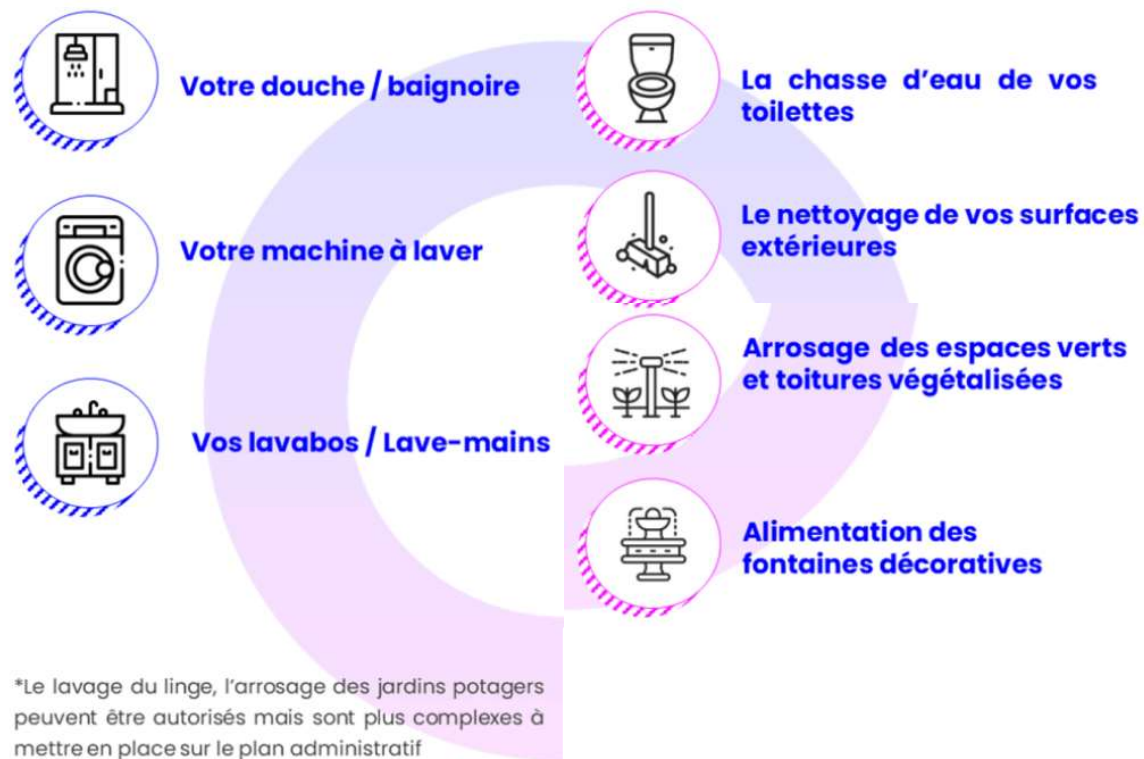 Votre douche / baignoire
Votre machine à laver
Vos lavabos / Lave-mains
*Le lavage du linge, l'arrosage des jardins potagers
peuvent être autorisés mais sont plus complexes à
mettre en place sur le plan administratif
La chasse d'eau de vos
toilettes
Le nettoyage de vos surfaces
extérieures
Arrosage des espaces verts
et toitures végétalisées
Alimentation des
fontaines décoratives